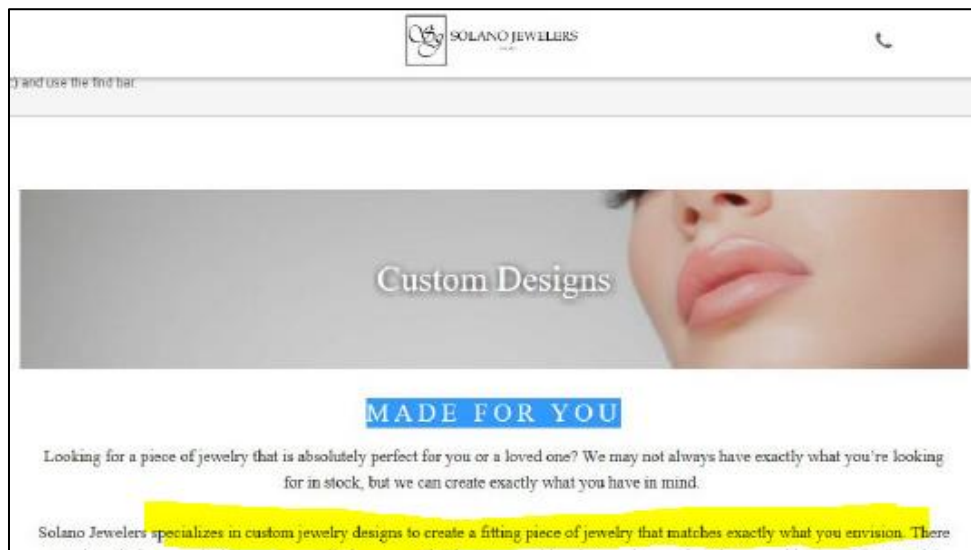 Sg SOLANO JEWELERS
) and use the find bar.
Custom Designs
MADE FOR YOU
Looking for a piece of jewelry that is absolutely perfect for you or a loved one? We may not always have exactly what you're looking
for in stock, but we can create exactly what you have in mind.
Solano Jewelers specializes in custom jewelry designs to create a fitting piece of jewelry that matches exactly what you envision. There